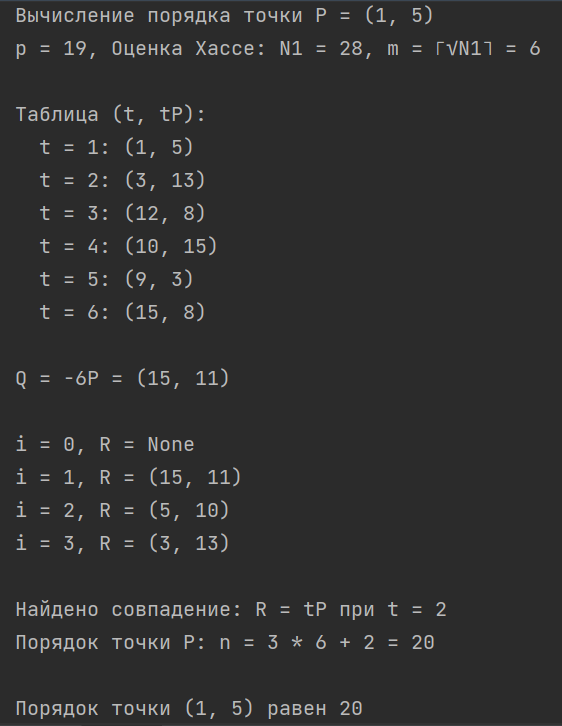 Вычисление порядка точки P = (1, 5)
p = 19, Оценка Хассе: N1 = 28, m = ⌈√N1⌉ = 6
Таблица (t, tP):
t = 1: (1, 5)
t = 2: (3, 13)
t = 3: (12, 8)
t = 4: (10, 15)
t = 5: (9, 3)
t = 6: (15, 8)
Q = -6P = (15, 11)
i = 0, R = None
i = 1, R = (15, 11)
i = 2, R = (5, 10)
i = 3, R = (3, 13)
Найдено совпадение: R = tP при t = 2
Порядок точки P: n = 3 * 6 + 2 = 20
Порядок точки (1, 5) равен 20